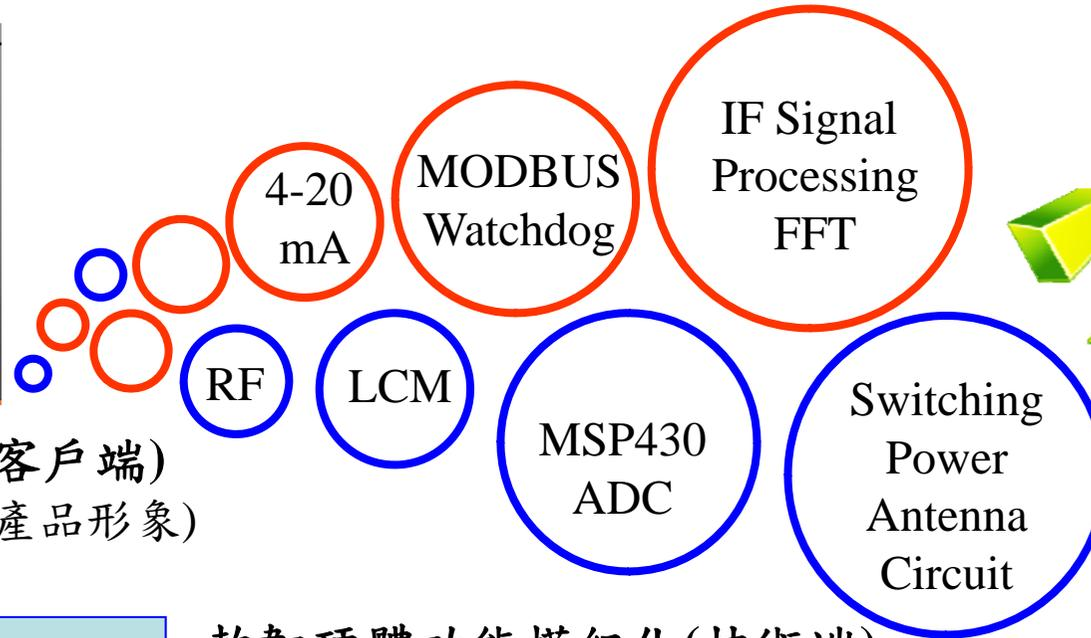 IF Signal
Processing
FFT
MODBUS
Watchdog
4-20
mA
RF
LCM
MSP430
ADC
Switching
Power
Antenna
Circuit
客戶端)
產品形象)